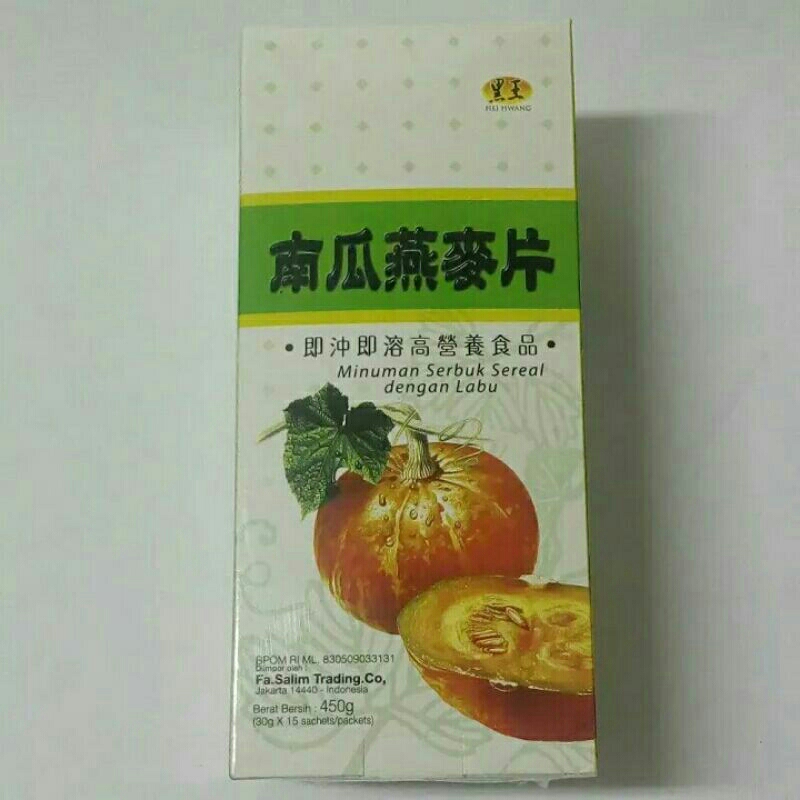 黑王
HEI HWANG
南瓜燕麥片
•即沖即溶高營養食品•
Minuman Serbuk Sereal
dengan Labu
BPOM RI ML. 830509033131
Diimpor oleh :
Fa.Salim Trading.Co,
Jakarta 14440 - Indonesia
Berat Bersih : 450g
(30g X 15 sachets/packets)